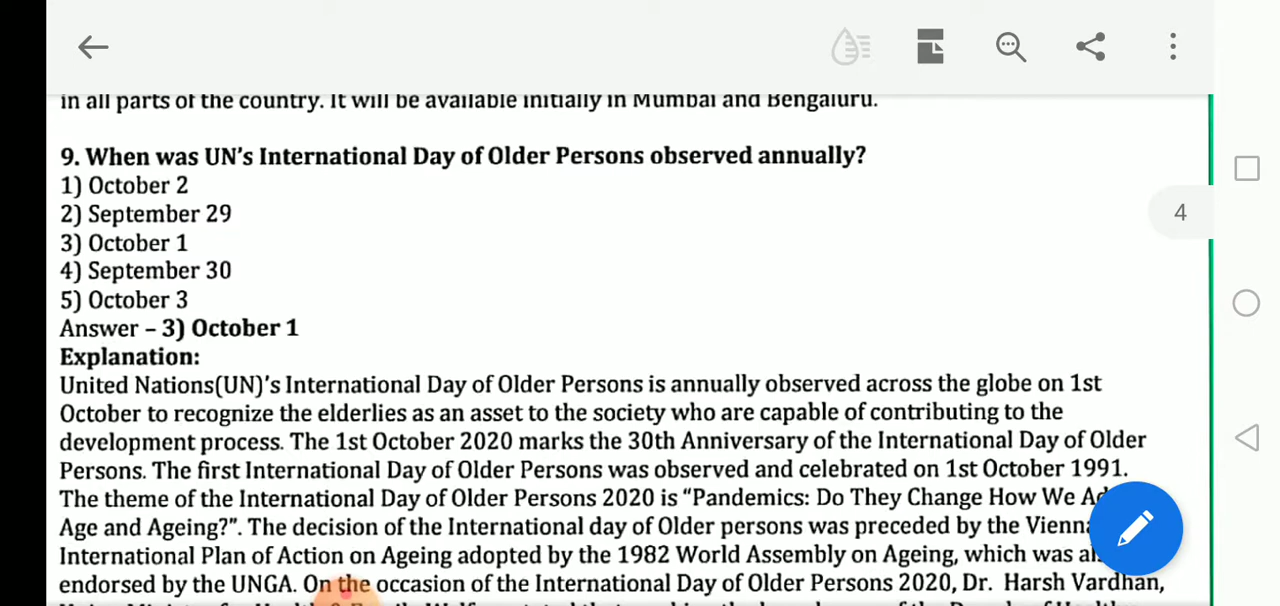 in all parts of the country. It will be available initially in Mumbai and Bengaluru.
4
9. When was UN's International Day of Older Persons observed annually?
1) October 2
2) September 29
3) October 1
4) September 30
5) October 3
Answer – 3) October 1
Explanation:
United Nations(UN)'s International Day of Older Persons is annually observed across the globe on 1st
October to recognize the elderlies as an asset to the society who are capable of contributing to the
development process. The 1st October 2020 marks the 30th Anniversary of the International Day of Older
Persons. The first International Day of Older Persons was observed and celebrated on 1st October 1991.
The theme of the International Day of Older Persons 2020 is “Pandemics: Do They Change How We
Age and Ageing?”. The decision of the International day of Older persons was preceded by the
International Plan of Action on Ageing adopted by the 1982 World Assembly on Ageing, which was
endorsed by the UNGA. On the occasion of the International Day of Older Persons 2020, Dr. Harsh Vardhan,